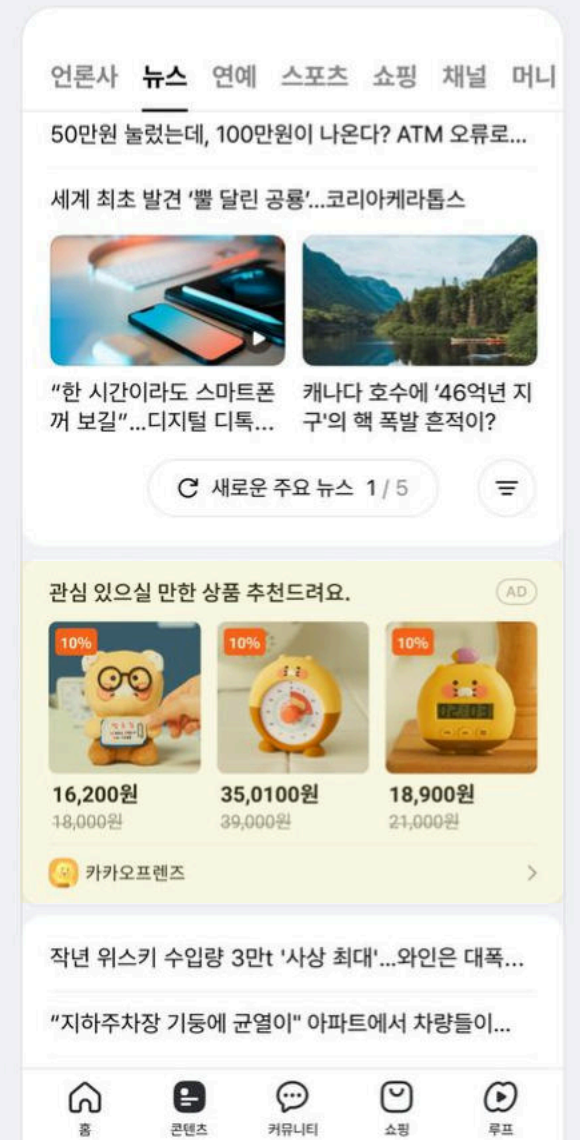 언론사 뉴스 연예 스포츠 쇼핑 채널 머니
50만원 눌렀는데, 100만원이 나온다? ATM 오류로...
세계 최초 발견 ‘뿔 달린 공룡’...코리아케라톱스
“한 시간이라도 스마트폰
꺼 보길”...디지털 디톡...
캐나다 호수에 ‘46억년 지
구'의 핵 폭발 흔적이?
새로운 주요 뉴스 1 / 5
관심 있으실 만한 상품 추천드려요.
AD
10%
10%
10%
16,200원
18,000원
35,0100원
39,000원
18,900원
21,000원
카카오프렌즈
작년 위스키 수입량 3만t '사상 최대'...와인은 대폭...
“지하주차장 기둥에 균열이" 아파트에서 차량들이...
홈 콘텐츠 커뮤니티 쇼핑 루프